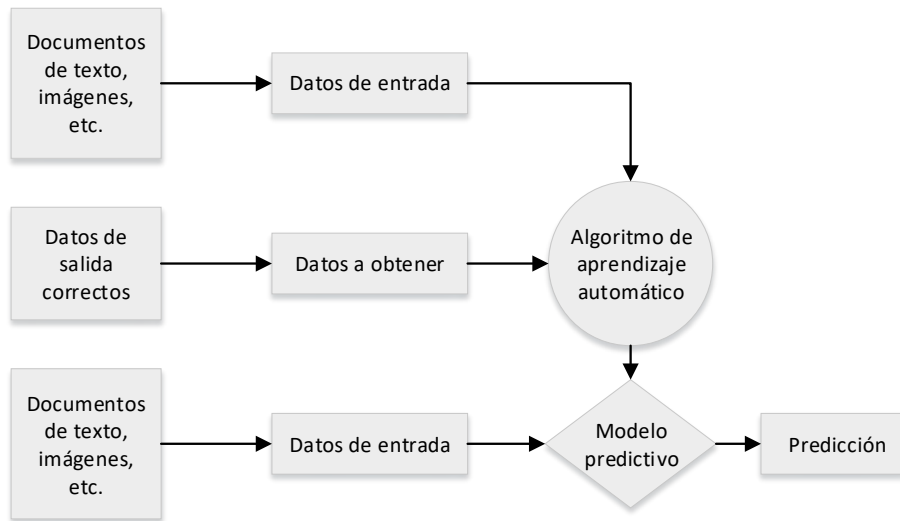 Documentos
de texto,
imágenes,
etc.
Datos de entrada
Datos de
salida
correctos
Datos a obtener
Algoritmo de
aprendizaje
automático
Documentos
de texto,
imágenes,
etc.
Datos de entrada
Modelo
predictivo
Predicción